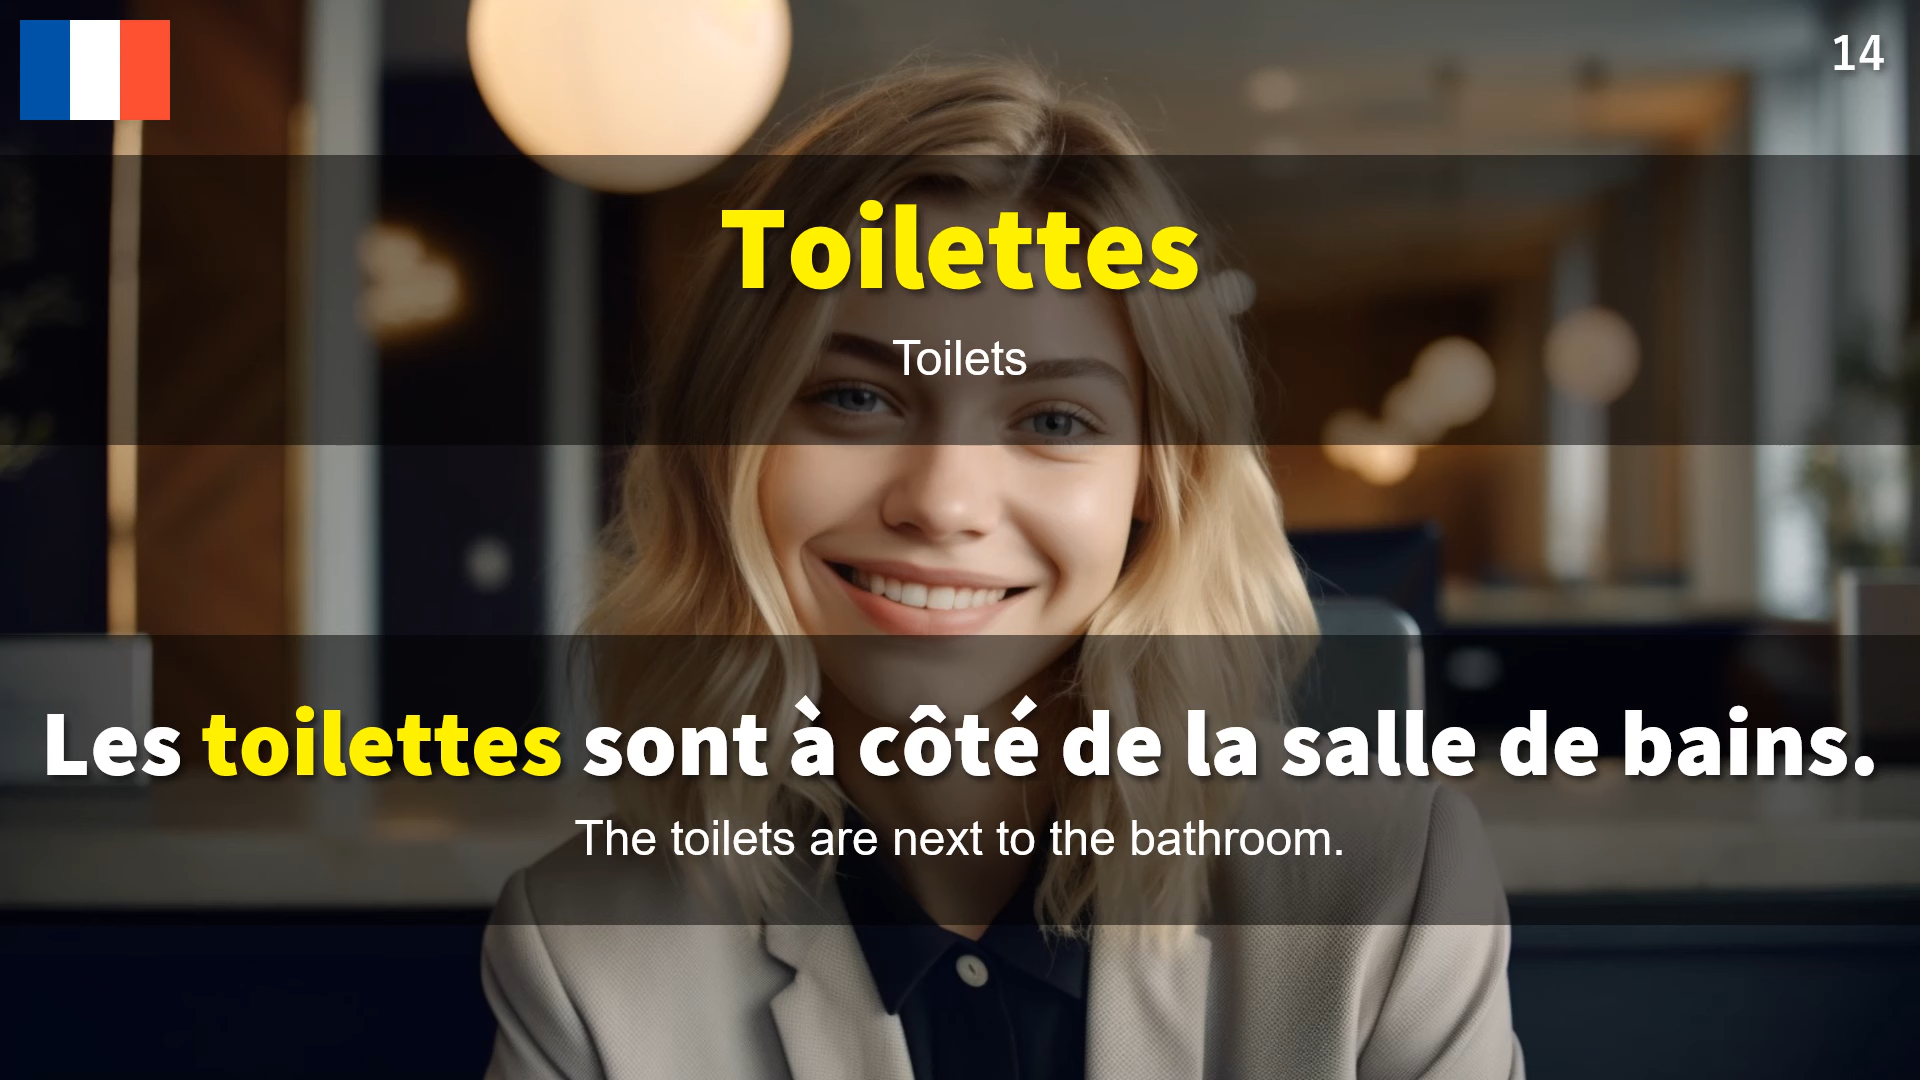 14
Toilettes
Toilets
Les toilettes sont à côté de la salle de bains.
The toilets are next to the bathroom.